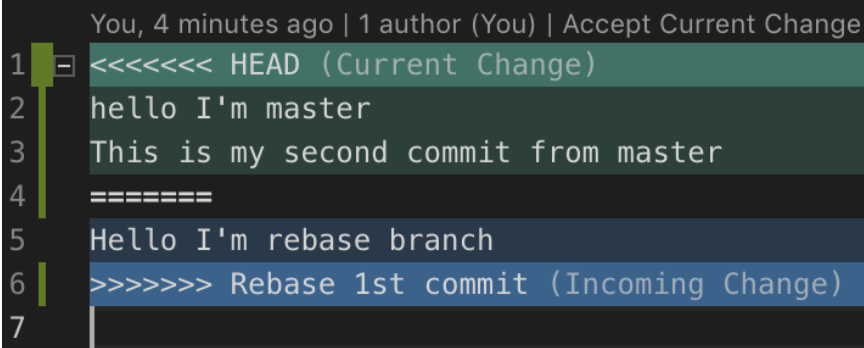 You, 4 minutes ago | 1 author (You) | Accept Current Change
1 <<<<<<< HEAD (Current Change)
2 hello I'm master
3 This is my second commit from master
4 =======
5 Hello I'm rebase branch
6 >>>>>>> Rebase 1st commit (Incoming Change)
7